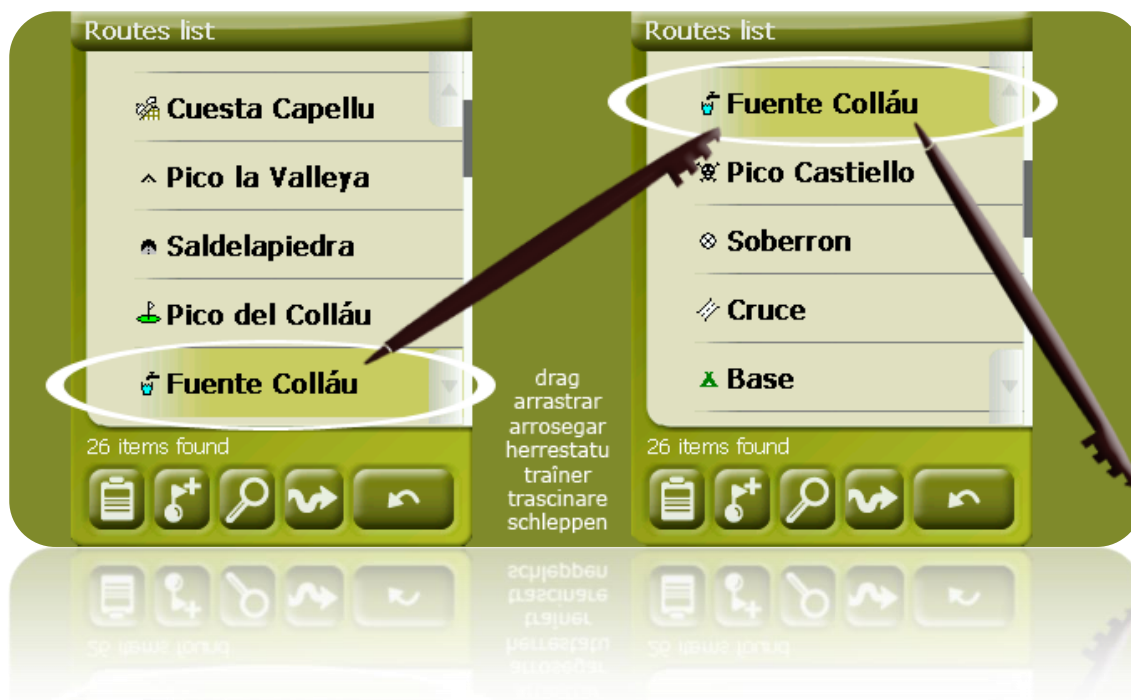 Routes list
Cuesta Capellu
Pico la Valleya
Saldelapiedra
Pico del Colláu
Fuente Colláu
26 items found
drag
arrastrar
arrosegar
herrestatu
traîner
trascinare
schleppen
Routes list
Fuente Colláu
Pico Castiello
Soberron
Cruce
Base
26 items found